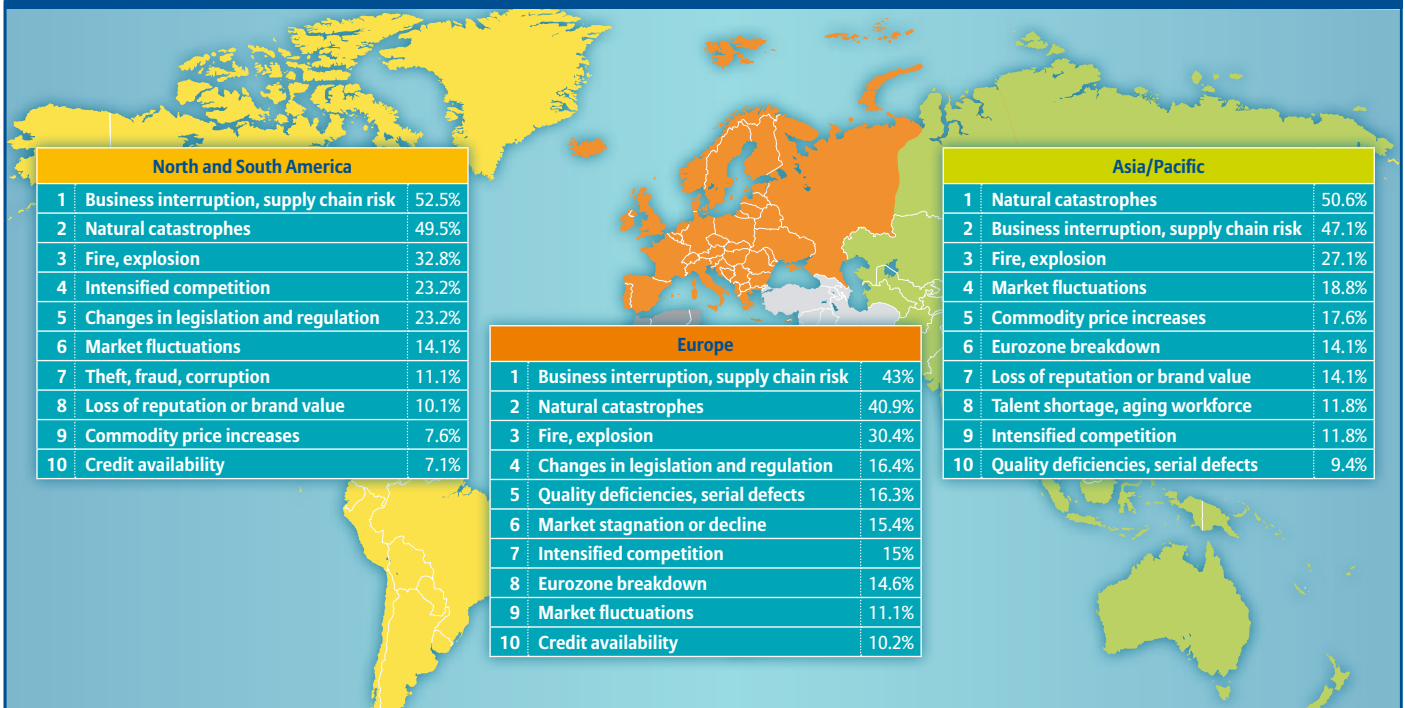 North and South America
1 Business interruption, supply chain risk 52.5%
2 Natural catastrophes 49.5%
3 Fire, explosion 32.8%
4 Intensified competition 23.2%
5 Changes in legislation and regulation 23.2%
6 Market fluctuations 14.1%
7 Theft, fraud, corruption 11.1%
8 Loss of reputation or brand value 10.1%
9 Commodity price increases 7.6%
10 Credit availability 7.1%
Europe
1 Business interruption, supply chain risk 43%
2 Natural catastrophes 40.9%
3 Fire, explosion 30.4%
4 Changes in legislation and regulation 16.4%
5 Quality deficiencies, serial defects 16.3%
6 Market stagnation or decline 15.4%
7 Intensified competition 15%
8 Eurozone breakdown 14.6%
9 Market fluctuations 11.1%
10 Credit availability 10.2%
Asia/Pacific
1 Natural catastrophes 50.6%
2 Business interruption, supply chain risk 47.1%
3 Fire, explosion 27.1%
4 Market fluctuations 18.8%
5 Commodity price increases 17.6%
6 Eurozone breakdown 14.1%
7 Loss of reputation or brand value 14.1%
8 Talent shortage, aging workforce 11.8%
9 Intensified competition 11.8%
10 Quality deficiencies, serial defects 9.4%